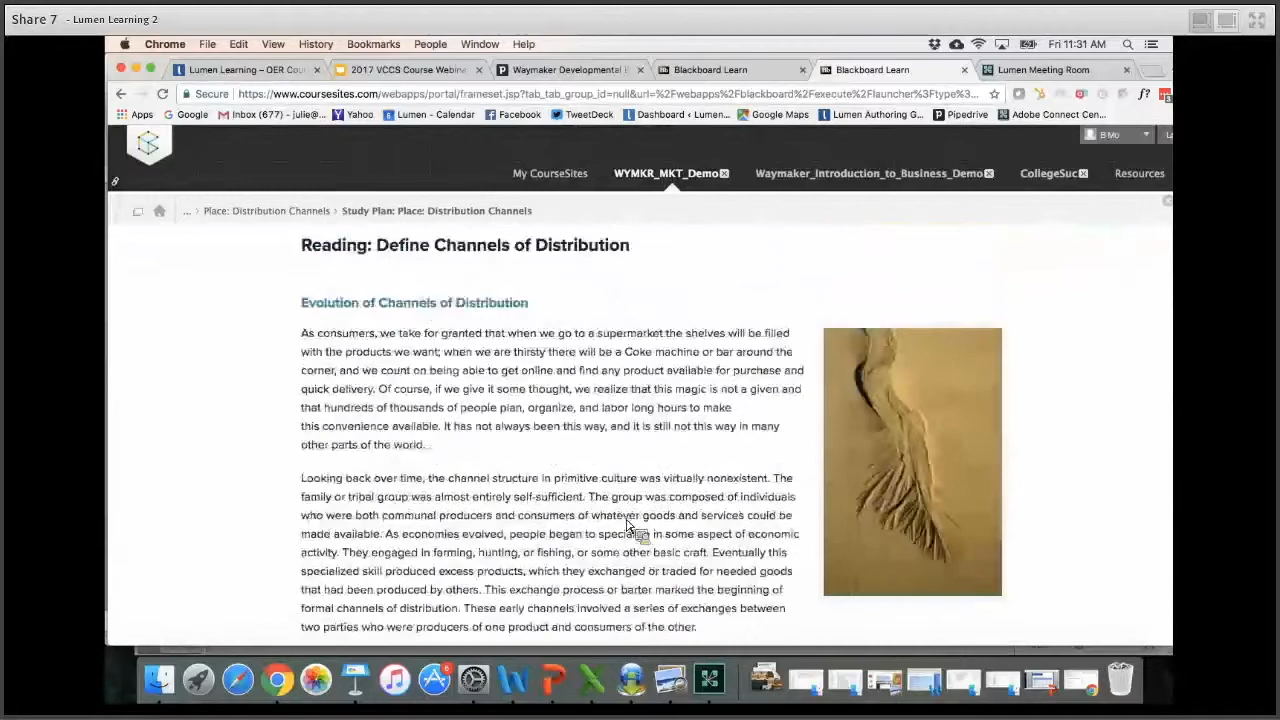 Share 7 - Lumen Learning 2
Chrome File Edit View History Bookmarks People Window Help Fri 11:31 AM
Lumen Learning – OER Cou 2017 VCCS Course Webina Waymaker Developmental Blackboard Learn Blackboard Learn Lumen Meeting Room
Secure https://www.coursesites.com/webapps/portal/frameset.jsp?tab_tab_group_id=null&url=%2Fwebapps%2Fblackboard%2Fexecute%2Flauncher%3Ftype%3... f?
Apps Google Inbox (677) - julie@... Yahoo Lumen - Calendar Facebook TweetDeck Dashboard ‹ Lumen... Google Maps Lumen Authoring G... Pipedrive Adobe Connect Cen...
B Mo
My CourseSites WYMKR_MKT_Demo Waymaker_Introduction_to_Business_Demo CollegeSuc Resources
... Place: Distribution Channels Study Plan: Place: Distribution Channels
Reading: Define Channels of Distribution
Evolution of Channels of Distribution
As consumers, we take for granted that when we go to a supermarket the shelves will be filled
with the products we want; when we are thirsty there will be a Coke machine or bar around the
corner, and we count on being able to get online and find any product available for purchase and
quick delivery. Of course, if we give it some thought, we realize that this magic is not a given and
that hundreds of thousands of people plan, organize, and labor long hours to make
this convenience available. It has not always been this way, and it is still not this way in many
other parts of the world.
Looking back over time, the channel structure in primitive culture was virtually nonexistent. The
family or tribal group was almost entirely self-sufficient. The group was composed of individuals
who were both communal producers and consumers of whatever goods and services could be
made available. As economies evolved, people began to in some aspect of economic
activity. They engaged in farming, hunting, or fishing, or some other basic craft. Eventually this
specialized skill produced excess products, which they exchanged or traded for needed goods
that had been produced by others. This exchange process or barter marked the beginning of
formal channels of distribution. These early channels involved a series of exchanges between
two parties who were producers of one product and consumers of the other.